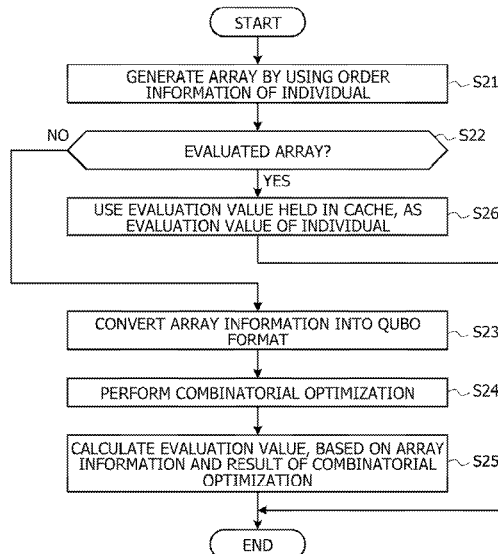 START
GENERATE ARRAY BY USING ORDER
INFORMATION OF INDIVIDUAL
S21
NO
S22
EVALUATED ARRAY?
YES
USE EVALUATION VALUE HELD IN CACHE, AS
EVALUATION VALUE OF INDIVIDUAL
S26
CONVERT ARRAY INFORMATION INTO QUBO
FORMAT
S23
PERFORM COMBINATORIAL OPTIMIZATION
S24
CALCULATE EVALUATION VALUE, BASED ON ARRAY
INFORMATION AND RESULT OF COMBINATORIAL
OPTIMIZATION
S25
END